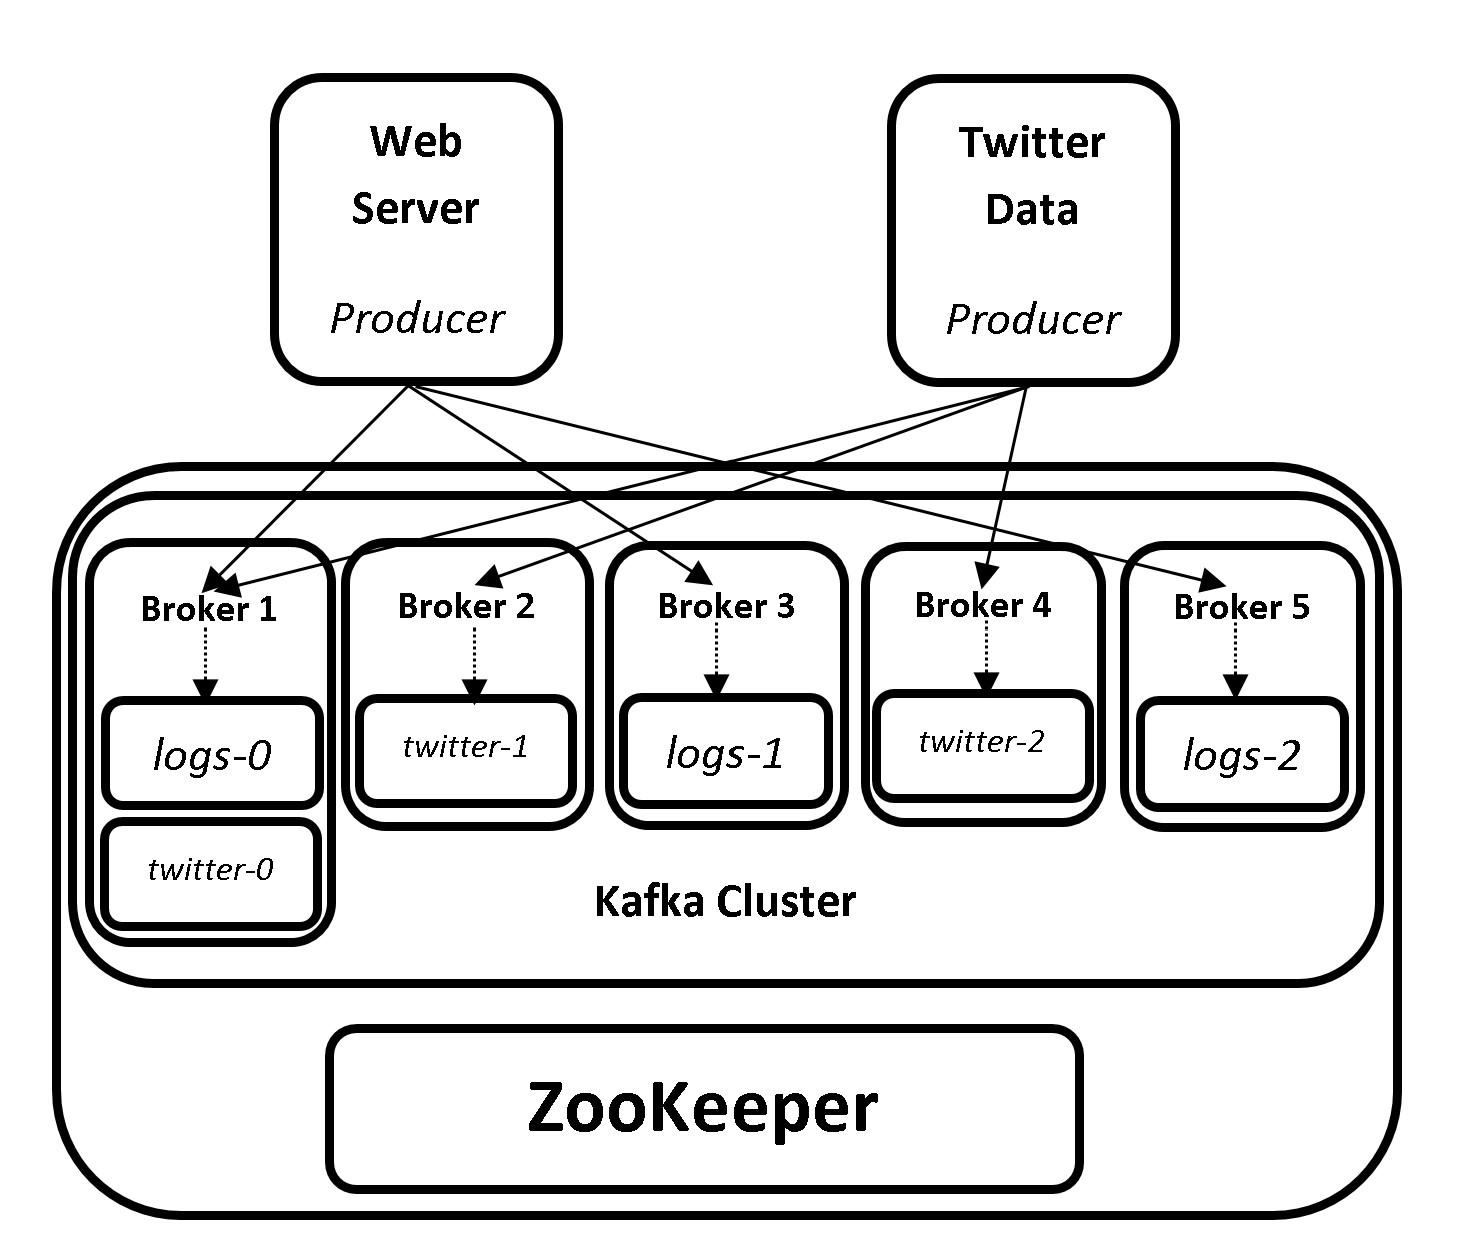 Web
Server
Producer
Twitter
Data
Producer
Broker 1
Broker 2
Broker 3
Broker 4
Broker 5
logs-0
twitter-1
logs-1
twitter-2
logs-2
twitter-0
Kafka Cluster
ZooKeeper